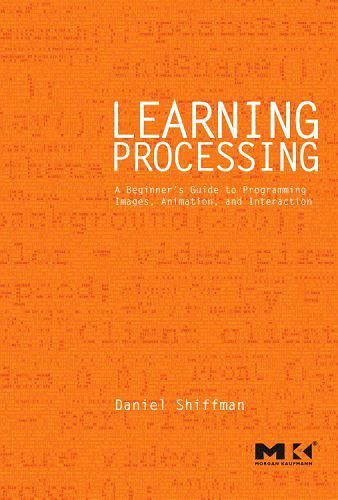 LEARNING
PROCESSING
A Beginner's Guide to Programming
Images, Animation, and Interaction
Daniel Shiffman
MK
MORGAN KAUFMANN